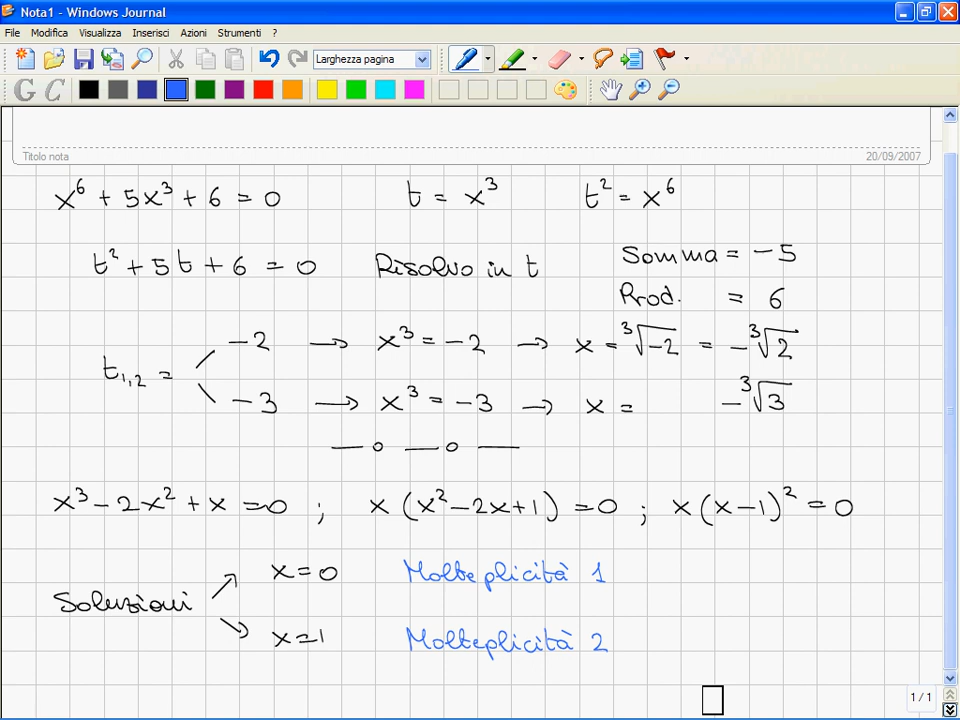 Nota1 - Windows Journal
File Modifica Visualizza Inserisci Azioni Strumenti ?
Larghezza pagina
G C
Titolo nota 20/09/2007
x⁶ + 5x³ + 6 = 0 t = x³ t² = x⁶
t² + 5t + 6 = 0 Risolvo in t Somma = -5
Prod. = 6
t₁,₂ =
-2 → x³ = -2 → x = ³√-2 = -³√2
-3 → x³ = -3 → x = -³√3
— o — o —
x³ - 2x² + x = 0 ; x(x² - 2x + 1) = 0 ; x(x - 1)² = 0
Soluzioni
x = 0 Molteplicità 1
x = 1 Molteplicità 2
1 / 1